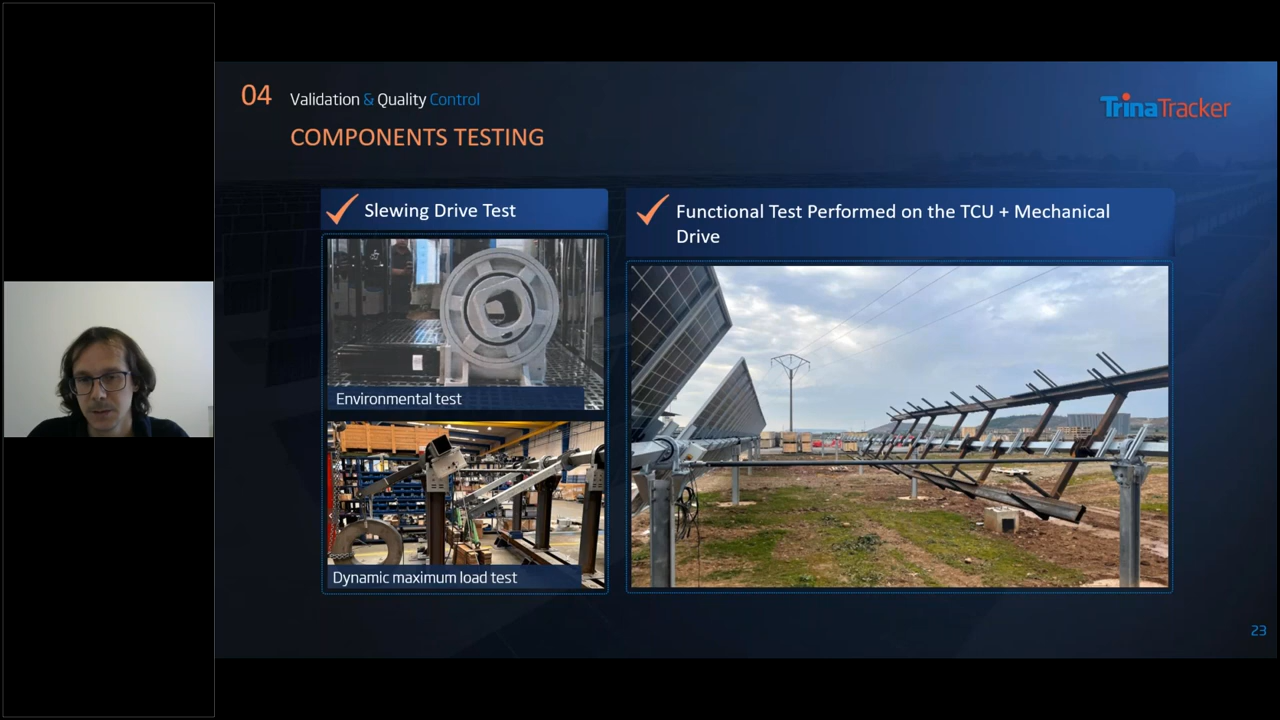 04
Validation & Quality Control
TrinaTracker
COMPONENTS TESTING
Slewing Drive Test
Functional Test Performed on the TCU + Mechanical
Drive
Environmental test
Dynamic maximum load test
23